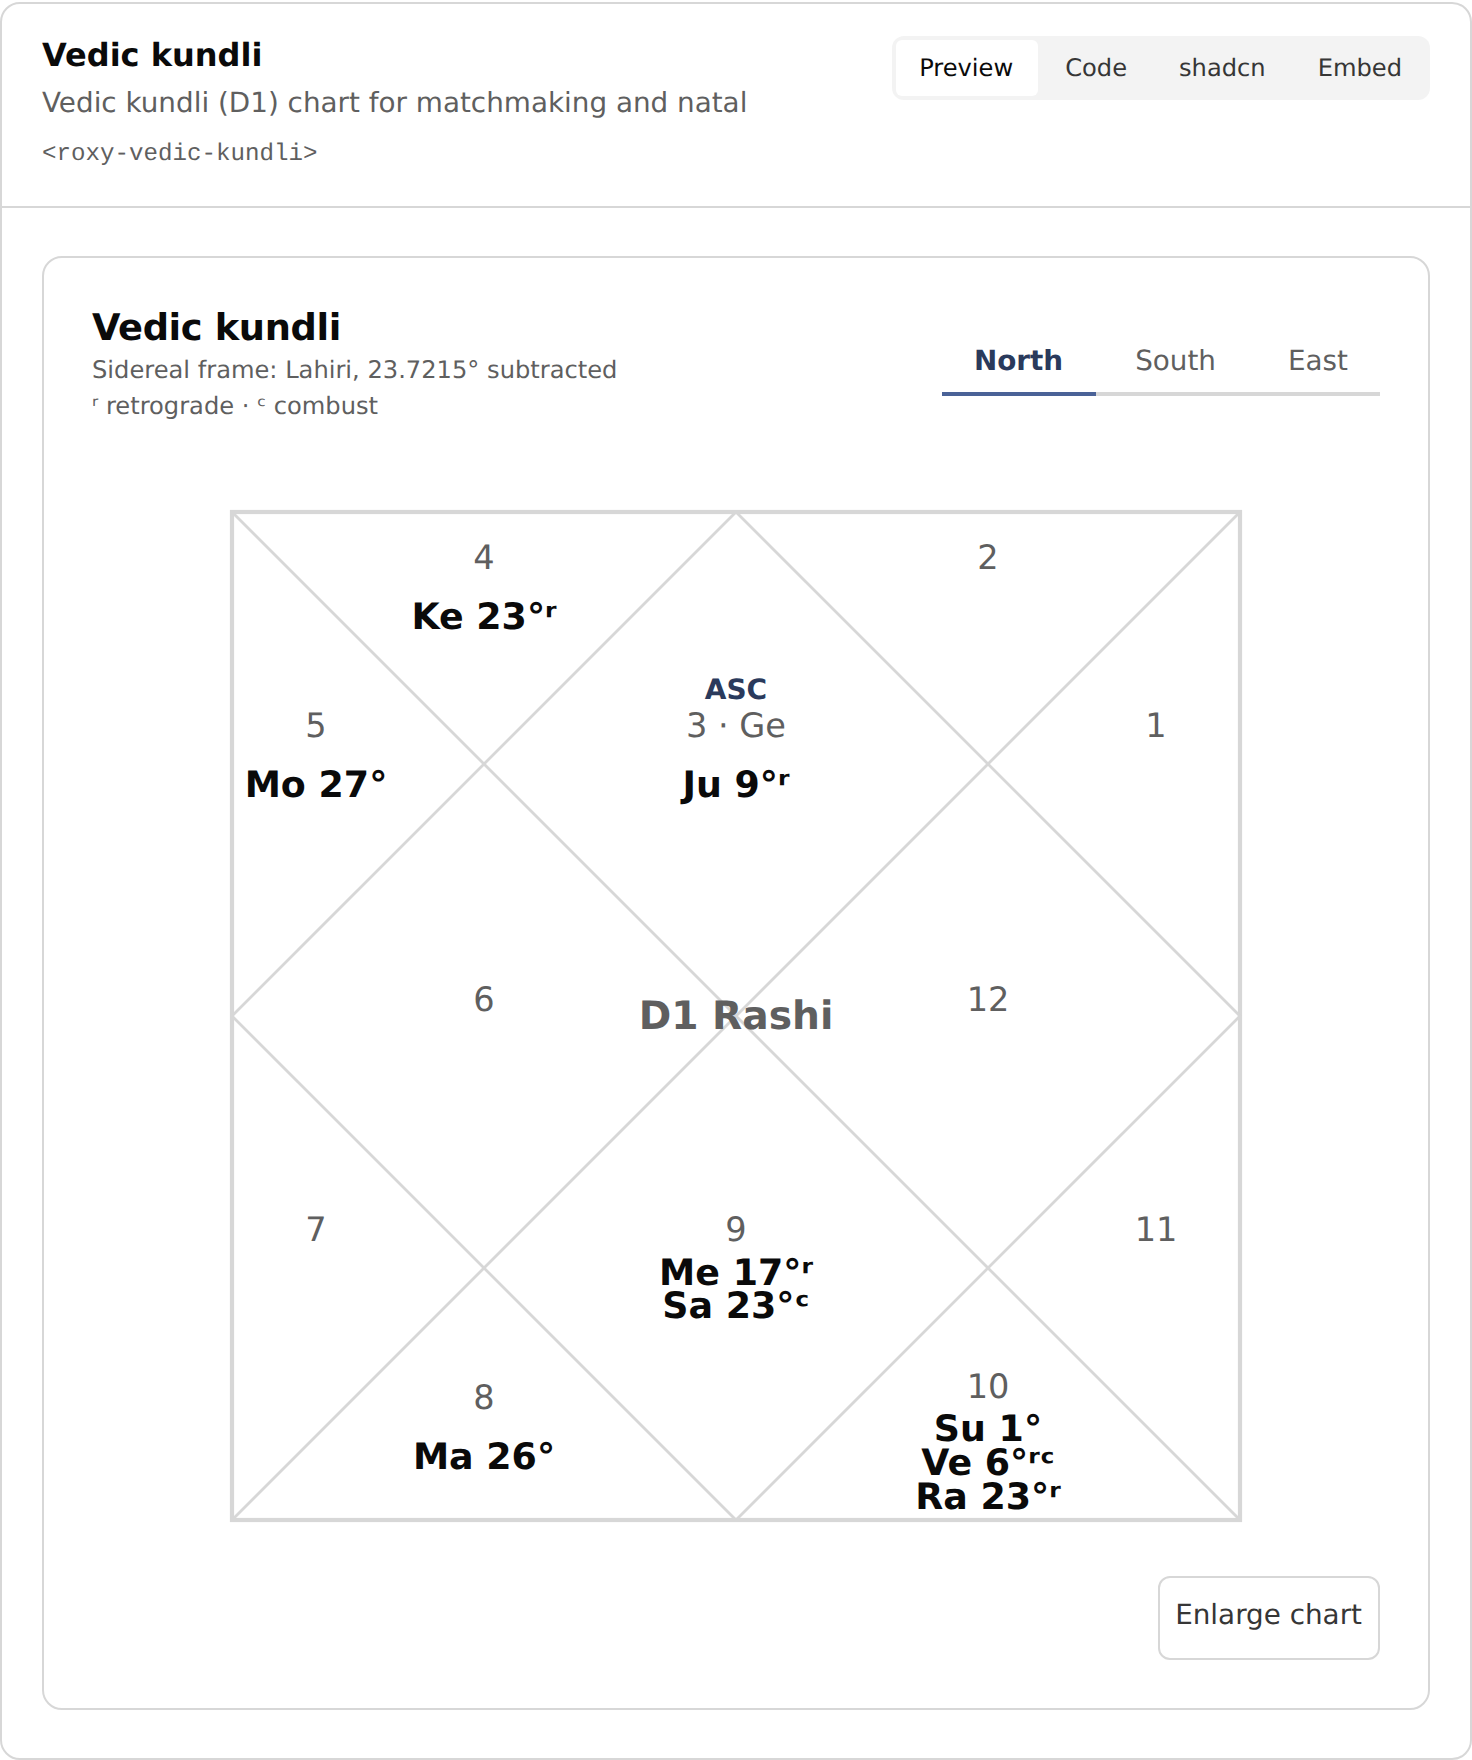 Vedic kundli
Vedic kundli (D1) chart for matchmaking and natal
<roxy-vedic-kundli>
Preview Code shadcn Embed
Vedic kundli
Sidereal frame: Lahiri, 23.7215° subtracted
ʳ retrograde · ᶜ combust
North South East
4
Ke 23°ʳ
2
ASC
3 · Ge
Ju 9°ʳ
5
Mo 27°
1
6
D1 Rashi
12
7
9
Me 17°ʳ
Sa 23°ᶜ
11
8
Ma 26°
10
Su 1°
Ve 6°ʳᶜ
Ra 23°ʳ
Enlarge chart